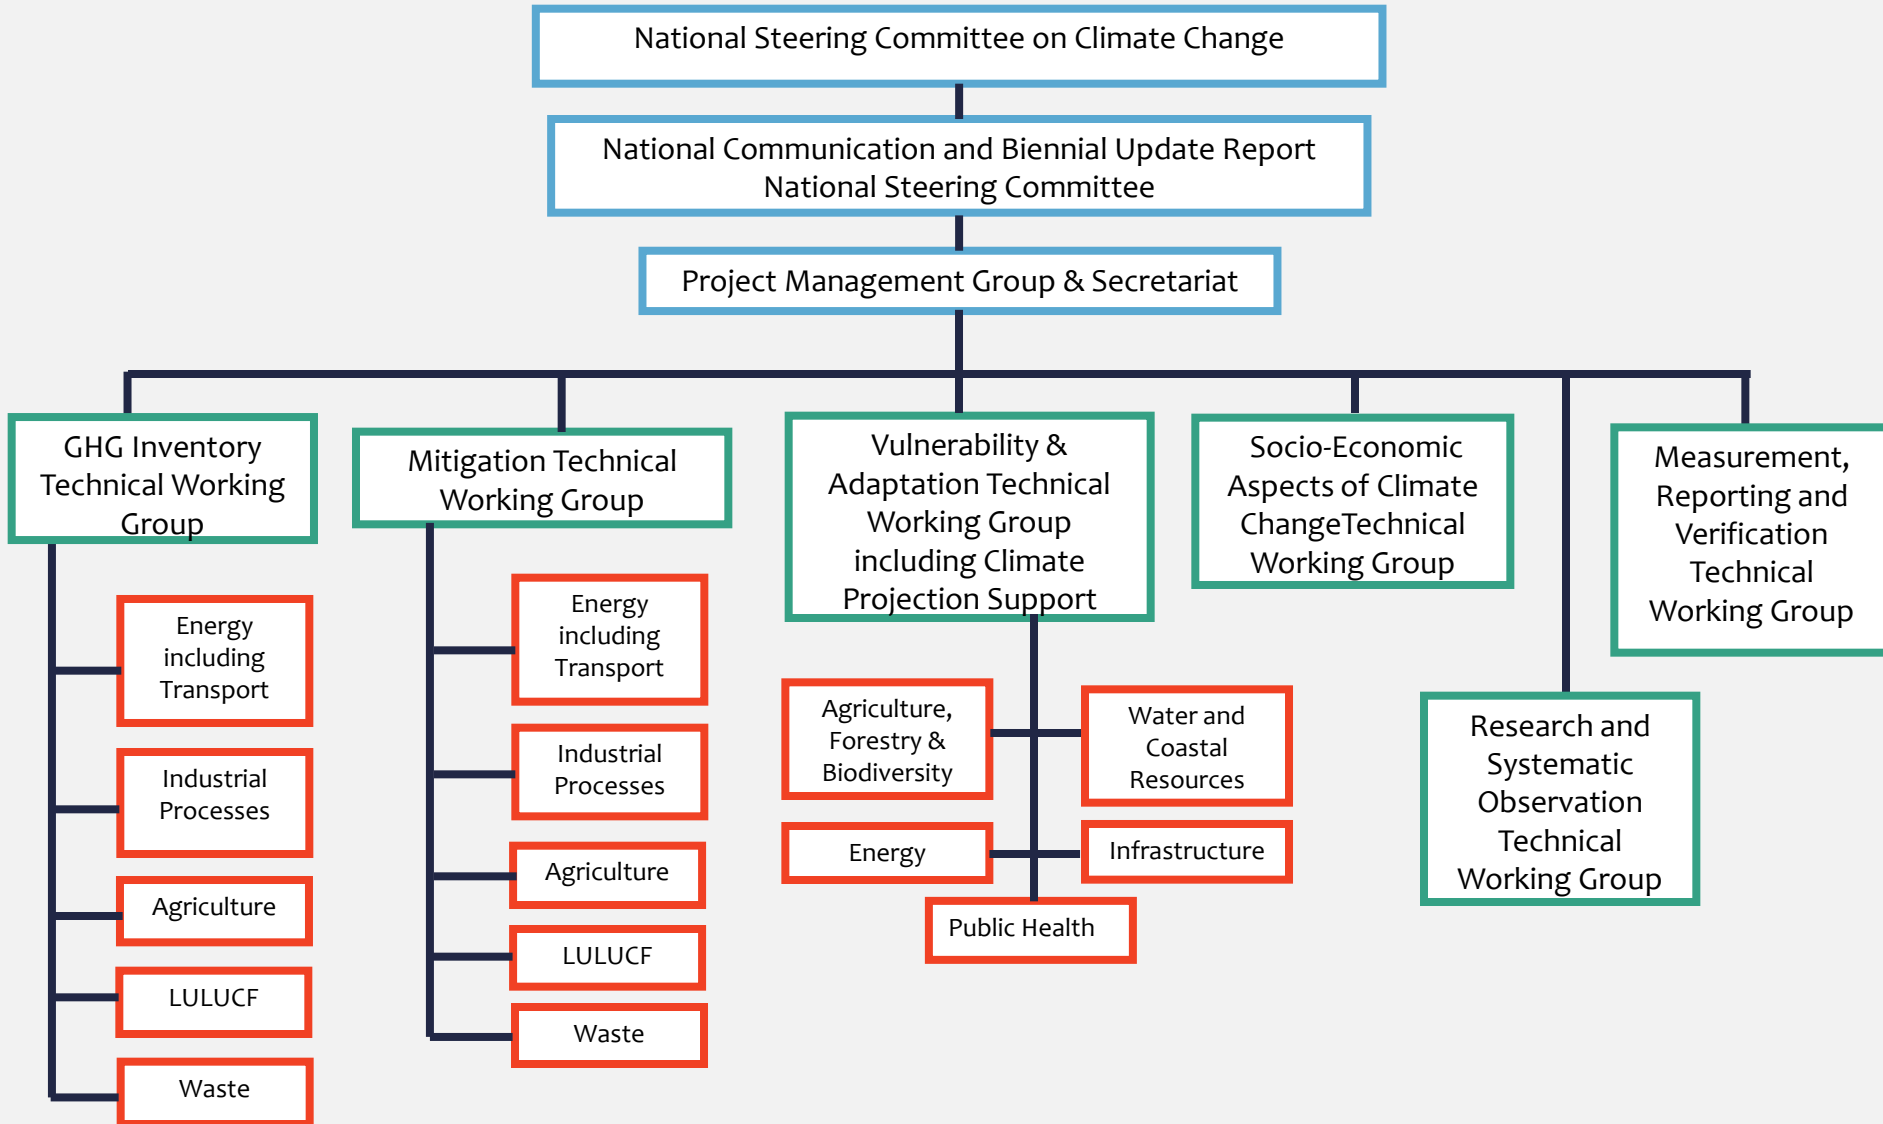 National Steering Committee on Climate Change
National Communication and Biennial Update Report
National Steering Committee
Project Management Group & Secretariat
GHG Inventory
Technical Working
Group
Energy
including
Transport
Industrial
Processes
Agriculture
LULUCF
Waste
Mitigation Technical
Working Group
Energy
including
Transport
Industrial
Processes
Agriculture
LULUCF
Waste
Vulnerability &
Adaptation Technical
Working Group
including Climate
Projection Support
Agriculture,
Forestry &
Biodiversity
Water and
Coastal
Resources
Energy
Infrastructure
Public Health
Socio-Economic
Aspects of Climate
ChangeTechnical
Working Group
Research and
Systematic
Observation
Technical
Working Group
Measurement,
Reporting and
Verification
Technical
Working Group